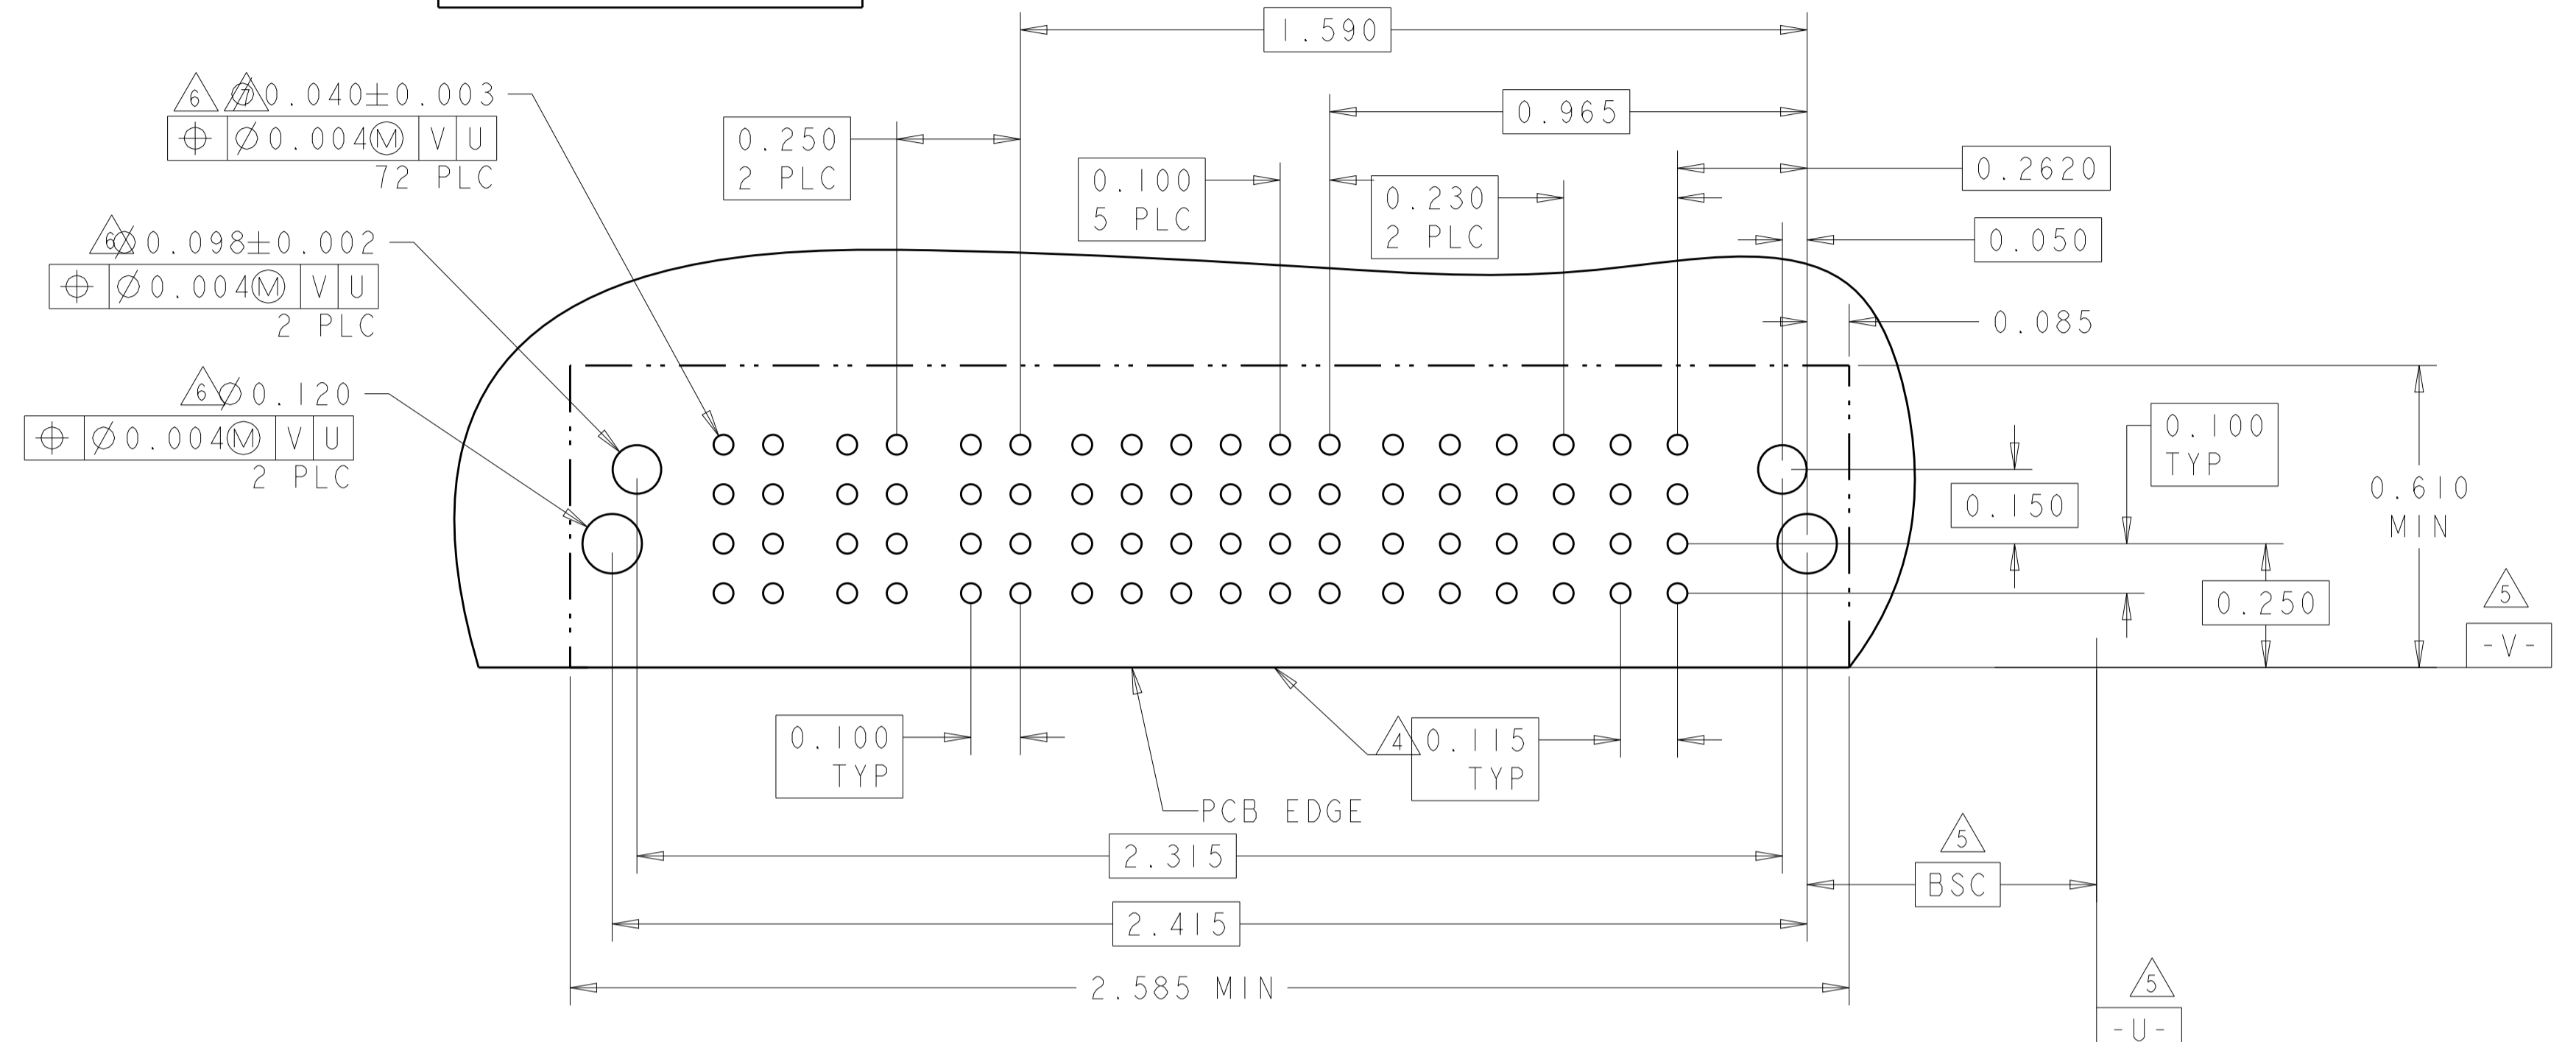 1.590
6 7 Ø0.040±0.003
⌖ Ø0.004Ⓜ V U
72 PLC
0.965
0.250
2 PLC
0.100
5 PLC
0.230
2 PLC
0.2620
0.050
6 Ø0.098±0.002
⌖ Ø0.004Ⓜ V U
2 PLC
0.085
6 Ø0.120
⌖ Ø0.004Ⓜ V U
2 PLC
0.100
TYP
0.150
0.610
MIN
0.250
5
-V-
0.100
TYP
4
0.115
TYP
PCB EDGE
2.315
5
BSC
2.415
2.585 MIN
5
-U-